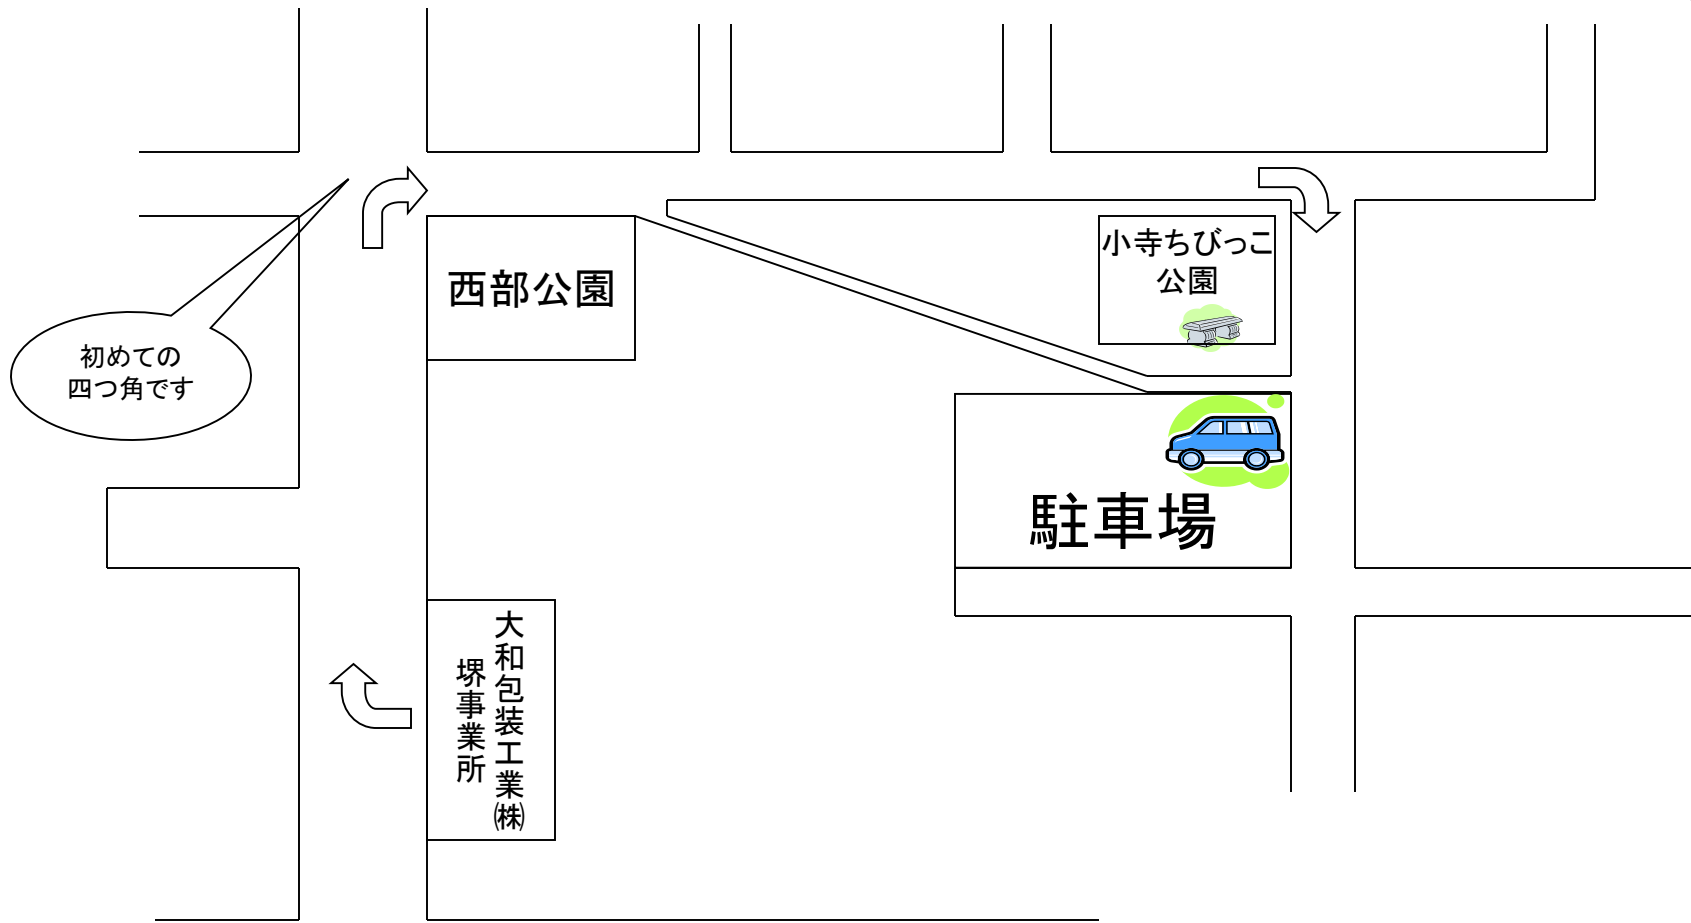 西部公園
小寺ちびっこ
公園
初めての
四つ角です
駐車場
大和包装工業㈱
堺事業所